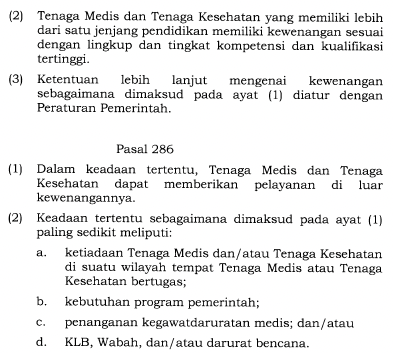 (2) Tenaga Medis dan Tenaga Kesehatan yang memiliki lebih
dari satu jenjang pendidikan memiliki kewenangan sesuai
dengan lingkup dan tingkat kompetensi dan kualifikasi
tertinggi.
(3) Ketentuan lebih lanjut mengenai kewenangan
sebagaimana dimaksud pada ayat (1) diatur dengan
Peraturan Pemerintah.
Pasal 286
(1) Dalam keadaan tertentu, Tenaga Medis dan Tenaga
Kesehatan dapat memberikan pelayanan di luar
kewenangannya.
(2) Keadaan tertentu sebagaimana dimaksud pada ayat (1)
paling sedikit meliputi:
a. ketiadaan Tenaga Medis dan/atau Tenaga Kesehatan
di suatu wilayah tempat Tenaga Medis atau Tenaga
Kesehatan bertugas;
b. kebutuhan program pemerintah;
c. penanganan kegawatdaruratan medis; dan/atau
d. KLB, Wabah, dan/atau darurat bencana.